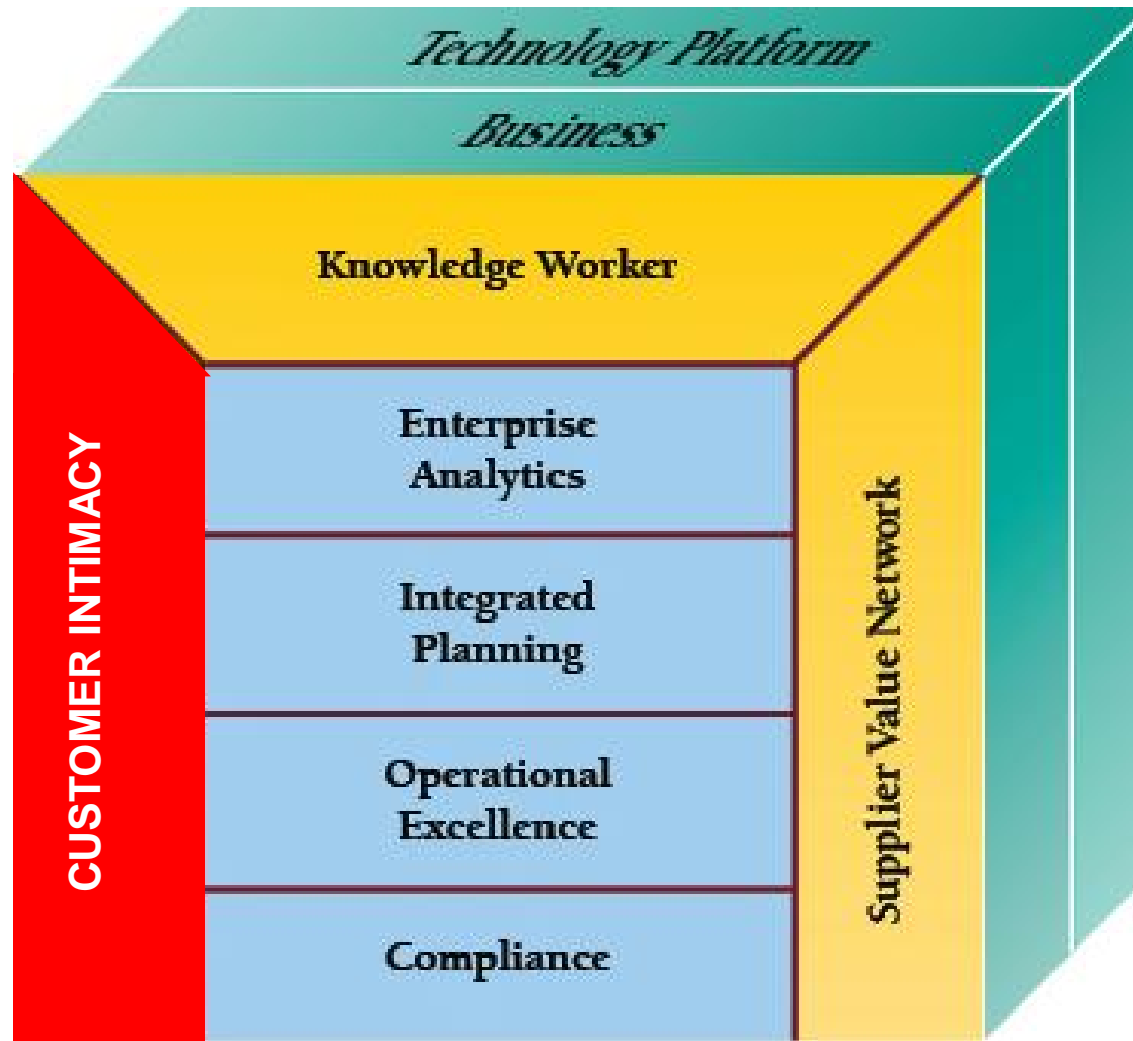 Technology Platform
Business
Knowledge Worker
CUSTOMER INTIMACY
Enterprise
Analytics
Integrated
Planning
Operational
Excellence
Compliance
Supplier Value Network